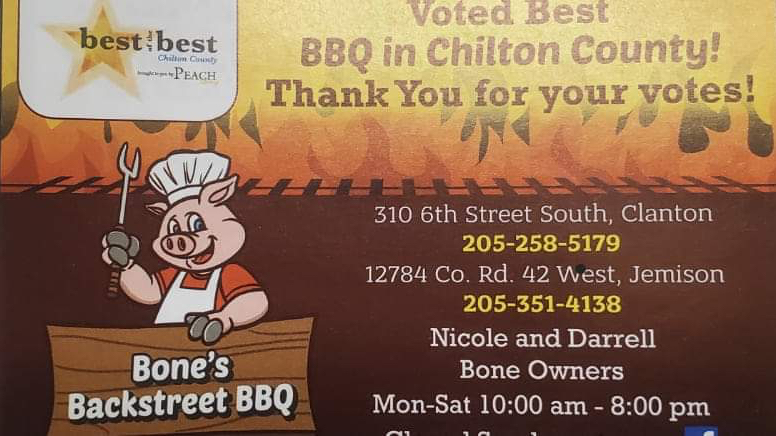 best of the best
Chilton County
brought to you by PEACH
Voted Best
BBQ in Chilton County!
Thank You for your votes!
310 6th Street South, Clanton
205-258-5179
12784 Co. Rd. 42 West, Jemison
205-351-4138
Nicole and Darrell
Bone Owners
Mon-Sat 10:00 am - 8:00 pm
Bone's
Backstreet BBQ